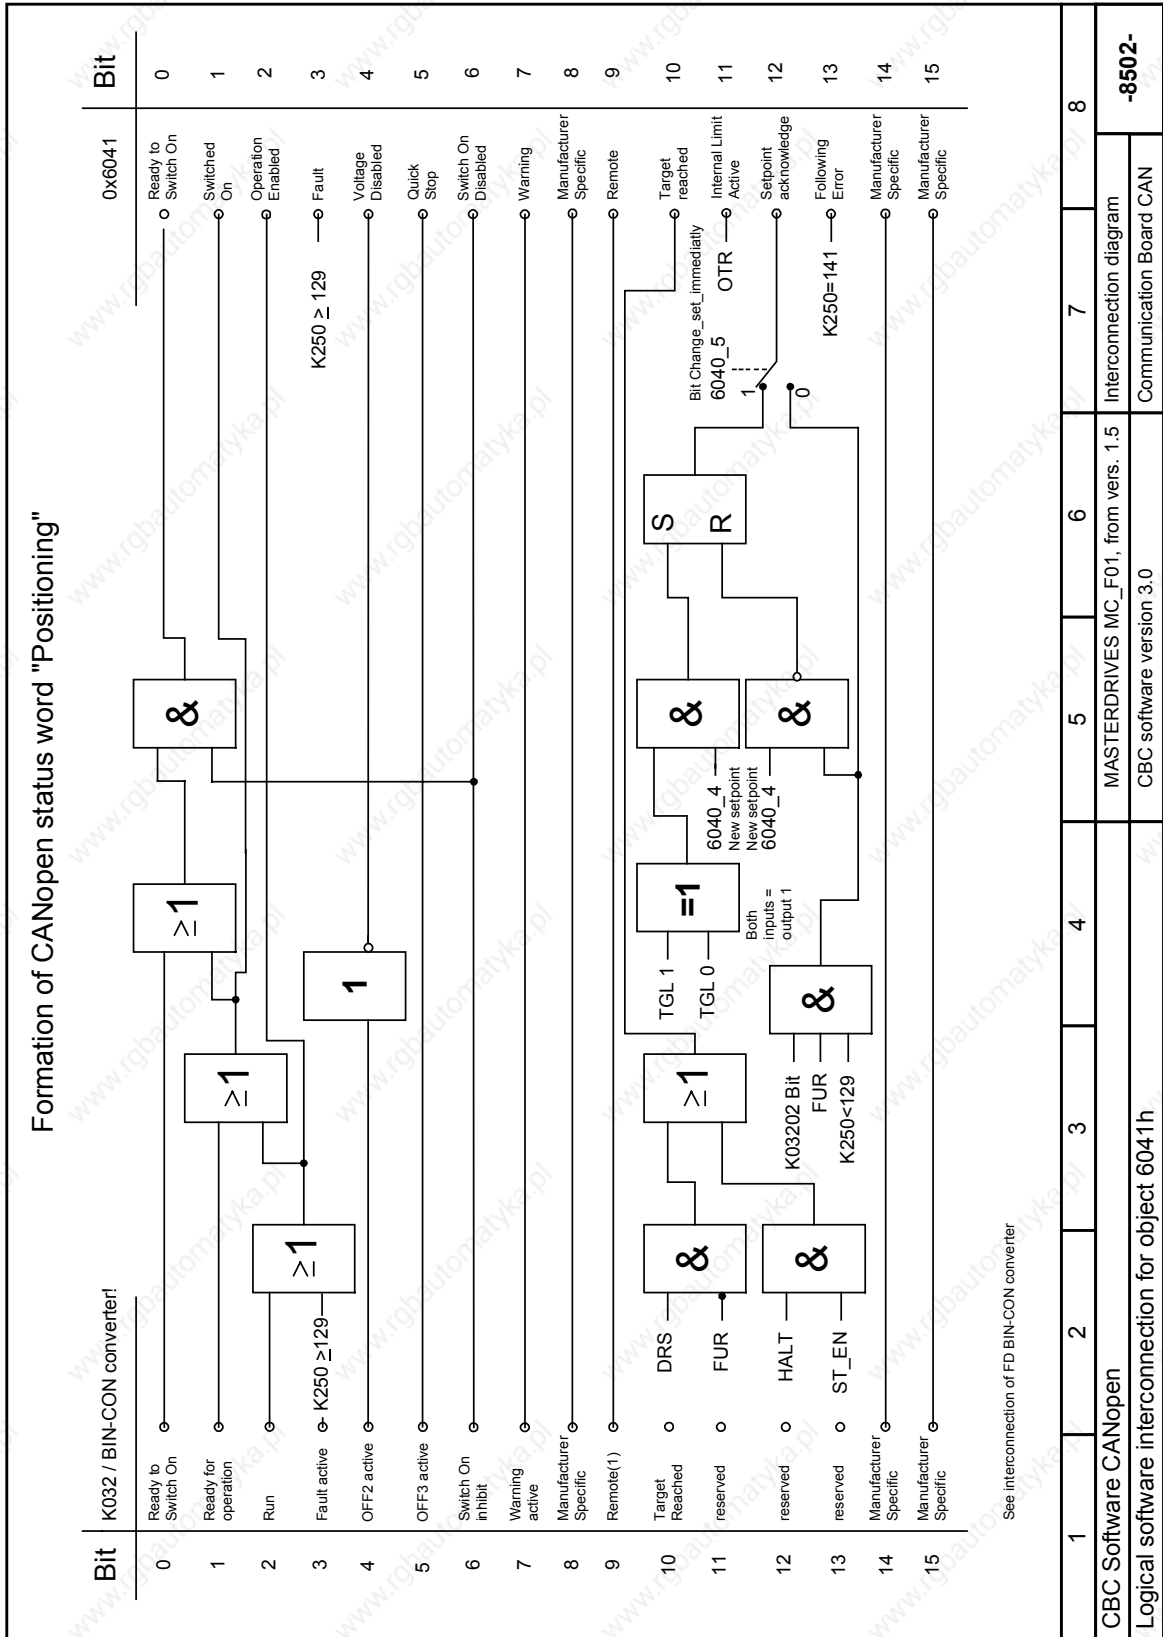 Formation of CANopen status word "Positioning"
Bit
K032 / BIN-CON converter!
0x6041
Bit
0
Ready to
Switch On
Ready to
Switch On
0
1
Ready for
operation
Switched
On
1
2
Run
Operation
Enabled
2
3
Fault active
K250 ≥129
K250 ≥ 129
Fault
3
4
OFF2 active
Voltage
Disabled
4
5
OFF3 active
Quick
Stop
5
6
Switch On
inhibit
Switch On
Disabled
6
7
Warning
active
Warning
7
8
Manufacturer
Specific
Manufacturer
Specific
8
9
Remote(1)
Remote
9
10
Target
Reached
Target
reached
10
11
reserved
Internal Limit
Active
11
12
reserved
Setpoint
acknowledge
12
13
reserved
Following
Error
13
14
Manufacturer
Specific
Manufacturer
Specific
14
15
Manufacturer
Specific
Manufacturer
Specific
15
≥1
≥1
≥1
&
1
DRS
FUR
&
HALT
ST_EN
&
≥1
TGL 1
TGL 0
=1
Both
inputs =
output 1
K03202 Bit
FUR
K250<129
&
6040_4
New setpoint
New setpoint
6040_4
&
&
S
R
Bit Change_set_immediatly
6040_5
1
0
OTR
K250=141
See interconnection of FD BIN-CON converter
1
2
3
4
5
6
7
8
CBC Software CANopen
MASTERDRIVES MC_F01, from vers. 1.5
Interconnection diagram
-8502-
Logical software interconnection for object 6041h
CBC software version 3.0
Communication Board CAN
www.rgbautomatyka.pl